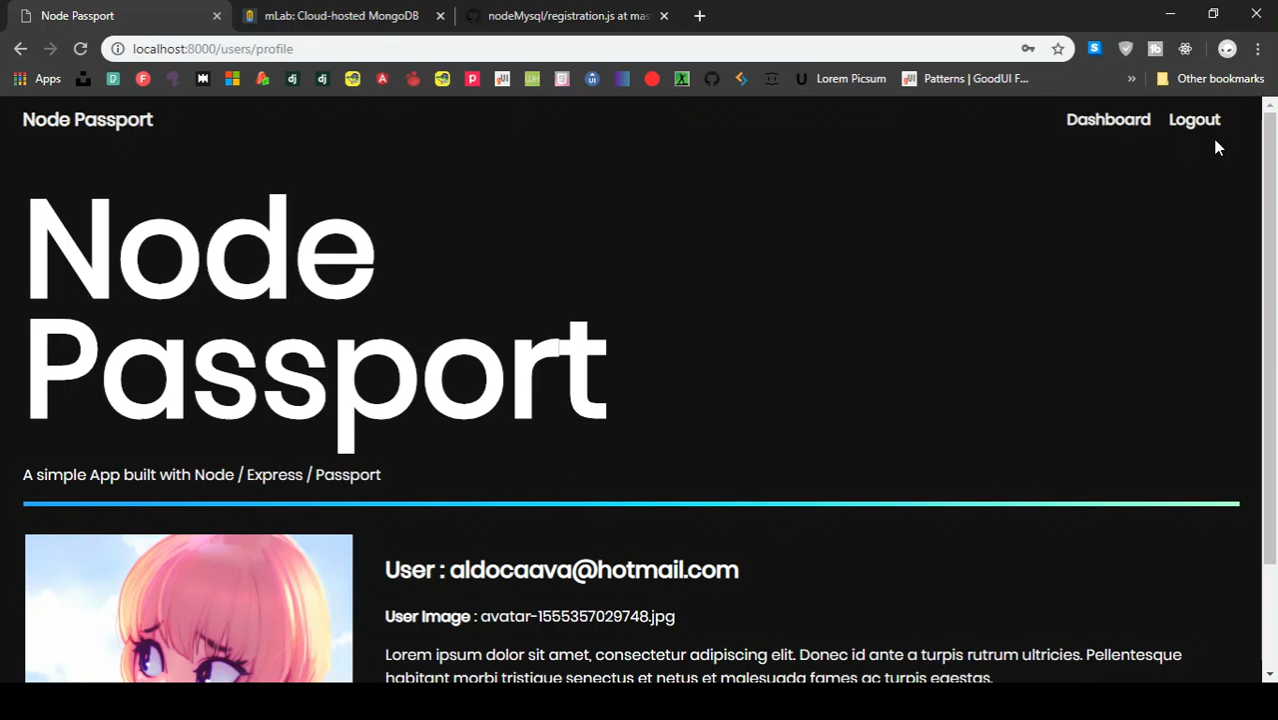 Node Passport
mLab: Cloud-hosted MongoDB
nodeMysql/registration.js at mas
localhost:8000/users/profile
Apps
Lorem Picsum
Patterns | GoodUI F...
Other bookmarks
Node Passport
Dashboard
Logout
Node
Passport
A simple App built with Node / Express / Passport
User : aldocaava@hotmail.com
User Image : avatar-1555357029748.jpg
Lorem ipsum dolor sit amet, consectetur adipiscing elit. Donec id ante a turpis rutrum ultricies. Pellentesque
habitant morbi tristique senectus et netus et malesuada fames ac turpis egestas.